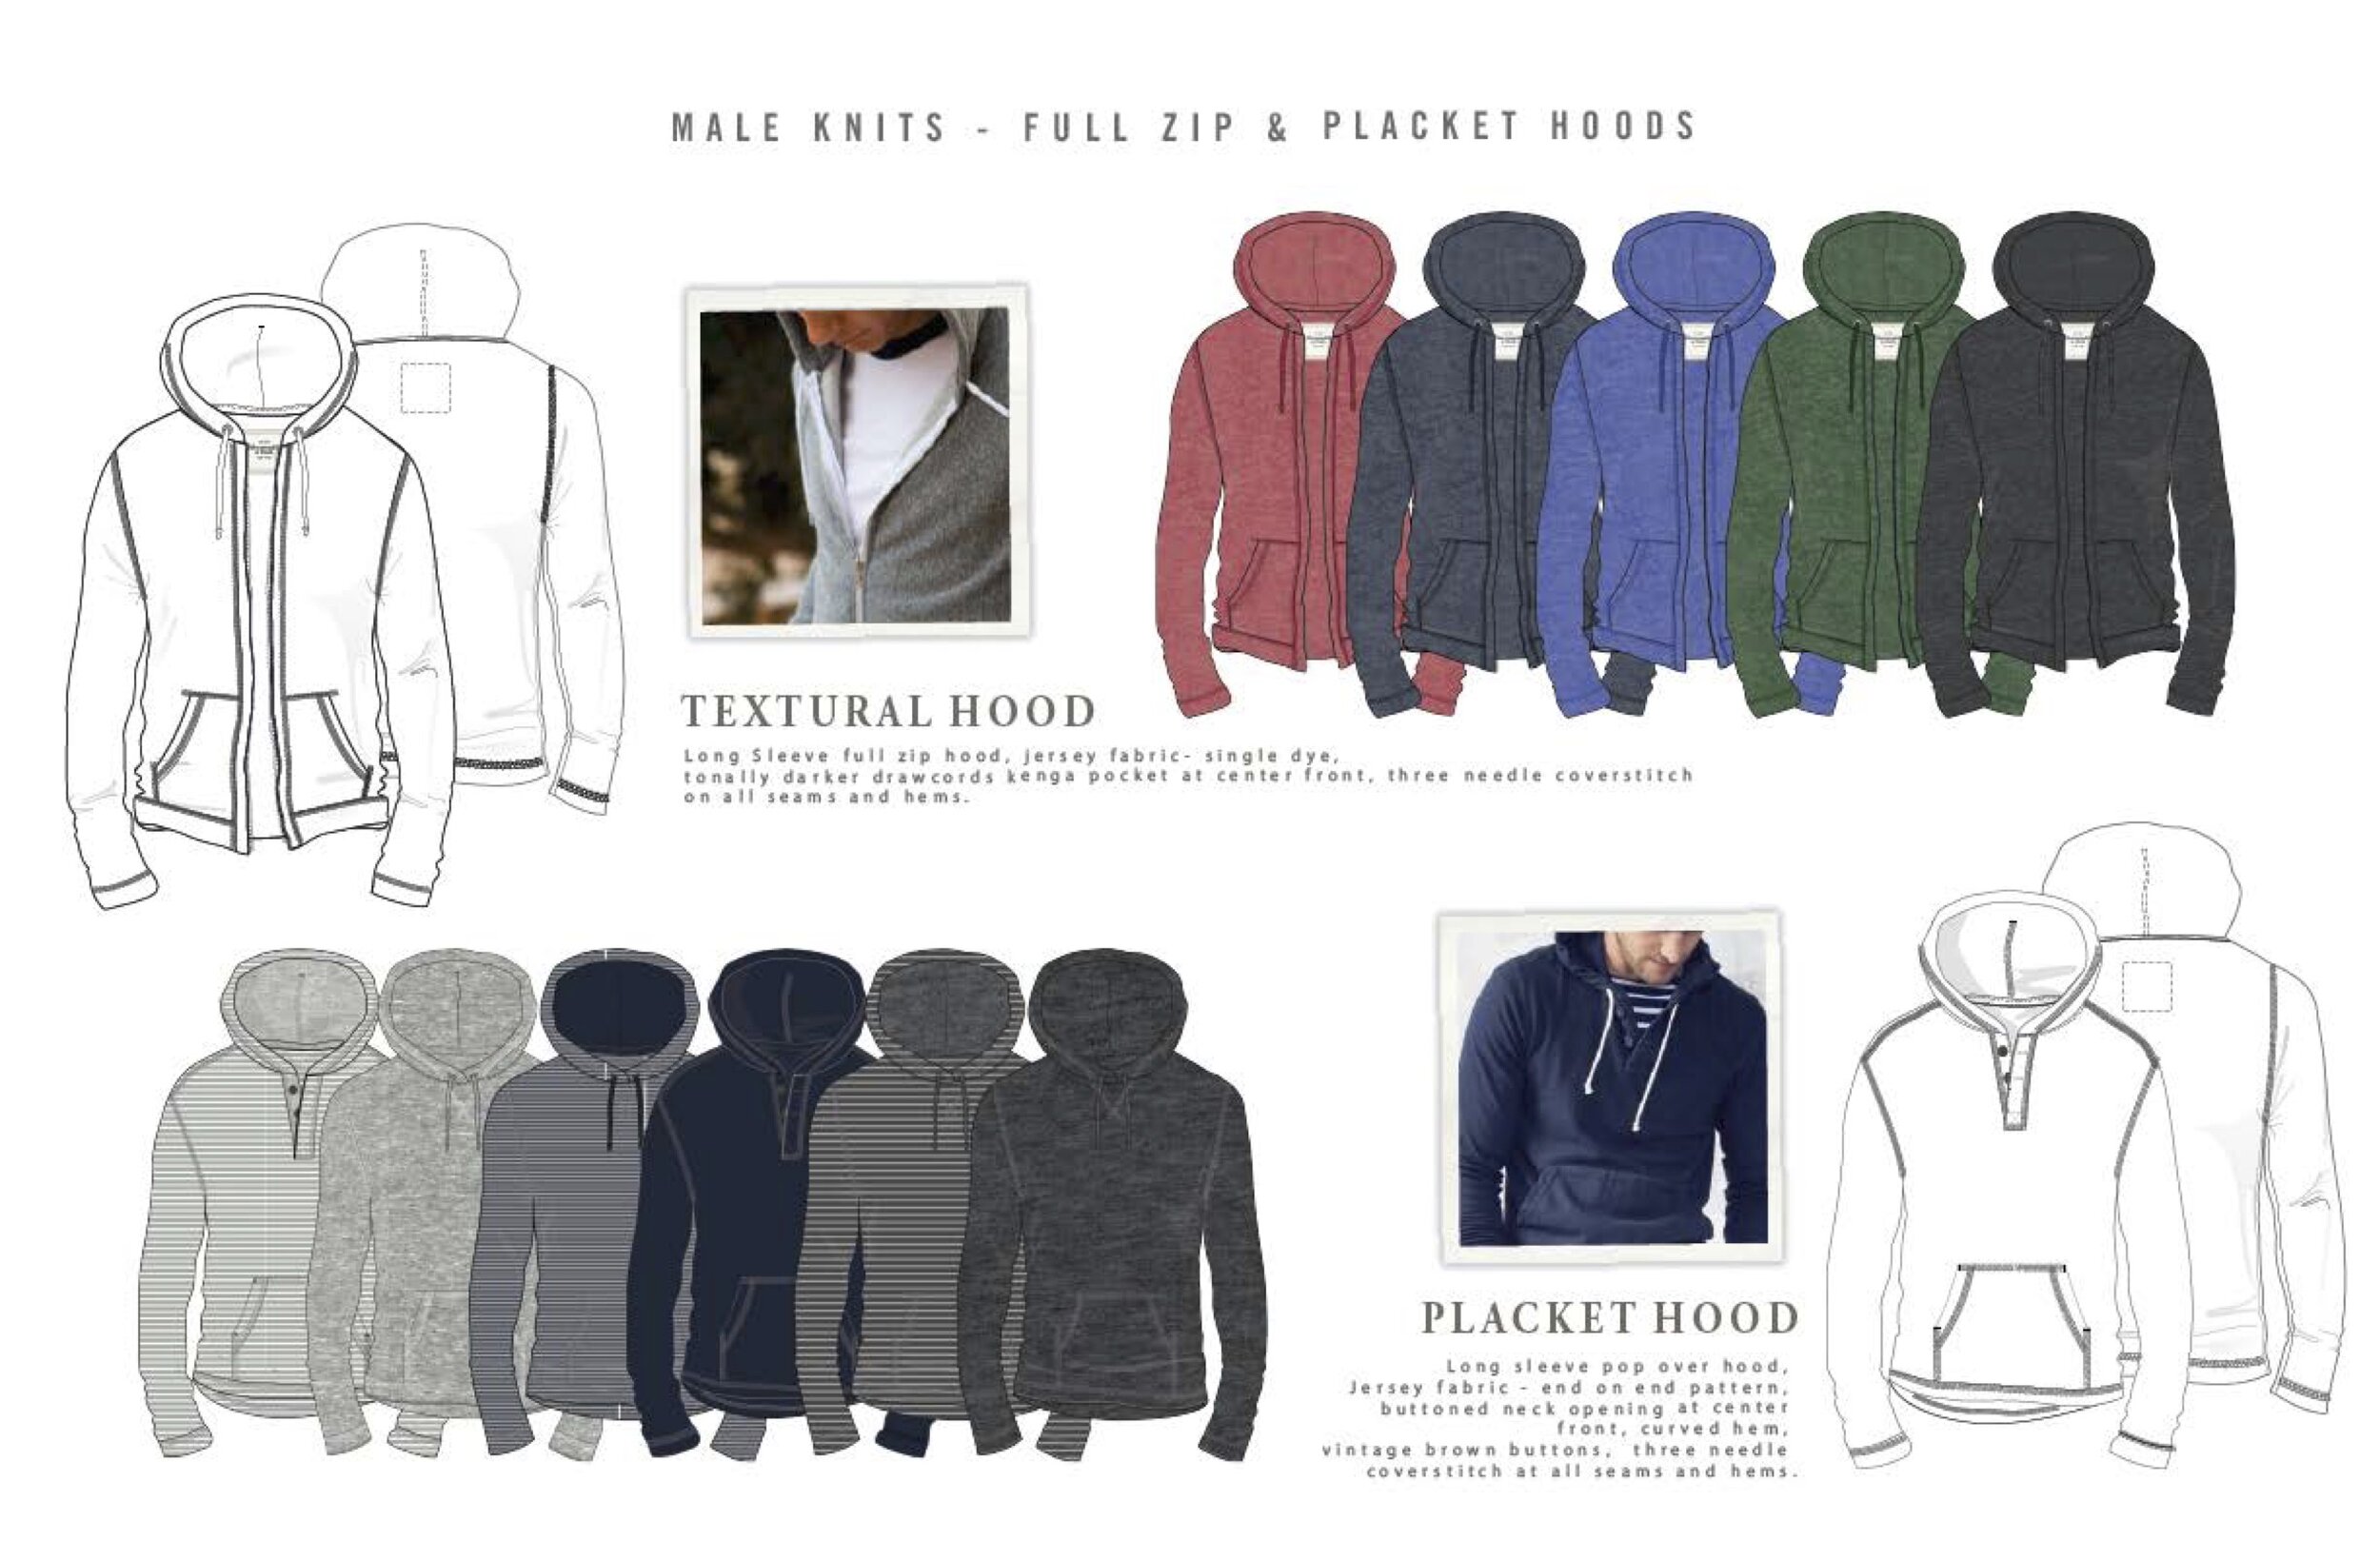 MALE KNITS - FULL ZIP & PLACKET HOODS
TEXTURAL HOOD
Long Sleeve full zip hood, jersey fabric- single dye,
tonally darker drawcords kenga pocket at center front, three needle coverstitch
on all seams and hems.
PLACKET HOOD
Long sleeve pop over hood,
Jersey fabric - end on end pattern,
buttoned neck opening at center
front, curved hem,
vintage brown buttons, three needle
coverstitch at all seams and hems.